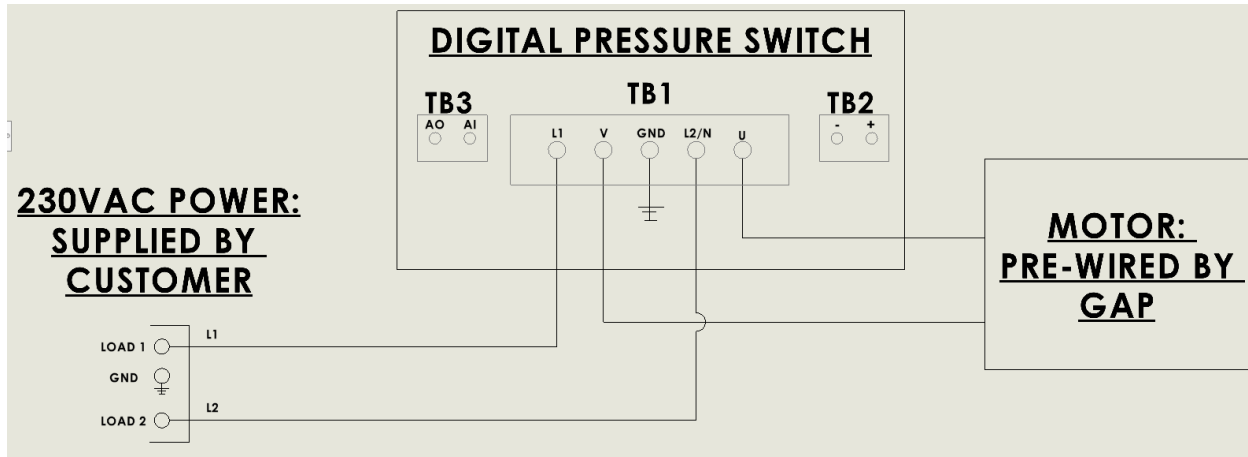 DIGITAL PRESSURE SWITCH
TB3
TB1
TB2
AO AI
L1 V GND L2/N U
- +
230VAC POWER:
SUPPLIED BY
CUSTOMER
MOTOR:
PRE-WIRED BY
GAP
LOAD 1
L1
GND
LOAD 2
L2